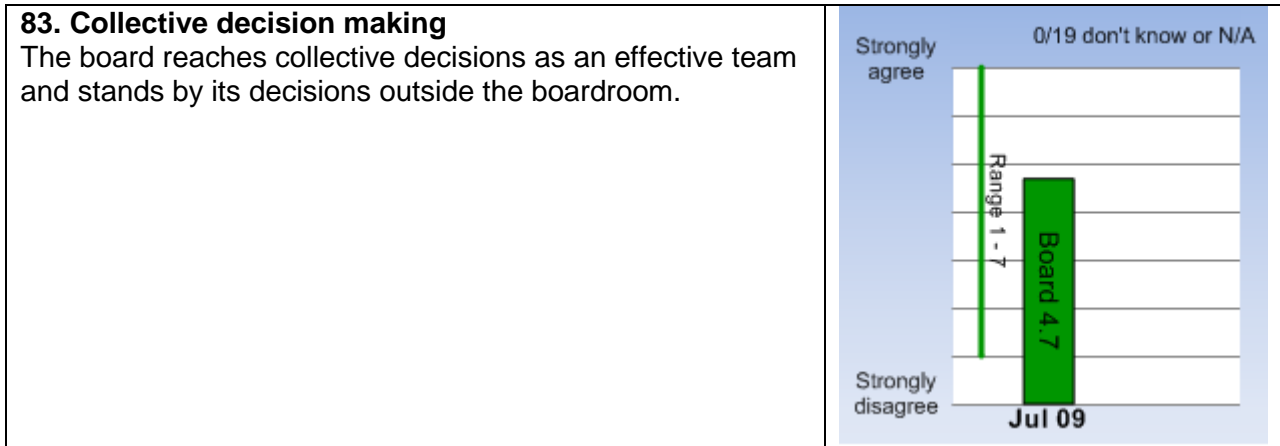 83. Collective decision making
The board reaches collective decisions as an effective team
and stands by its decisions outside the boardroom.
0/19 don't know or N/A
Strongly
agree
Range 1 - 7
Board 4.7
Strongly
disagree
Jul 09